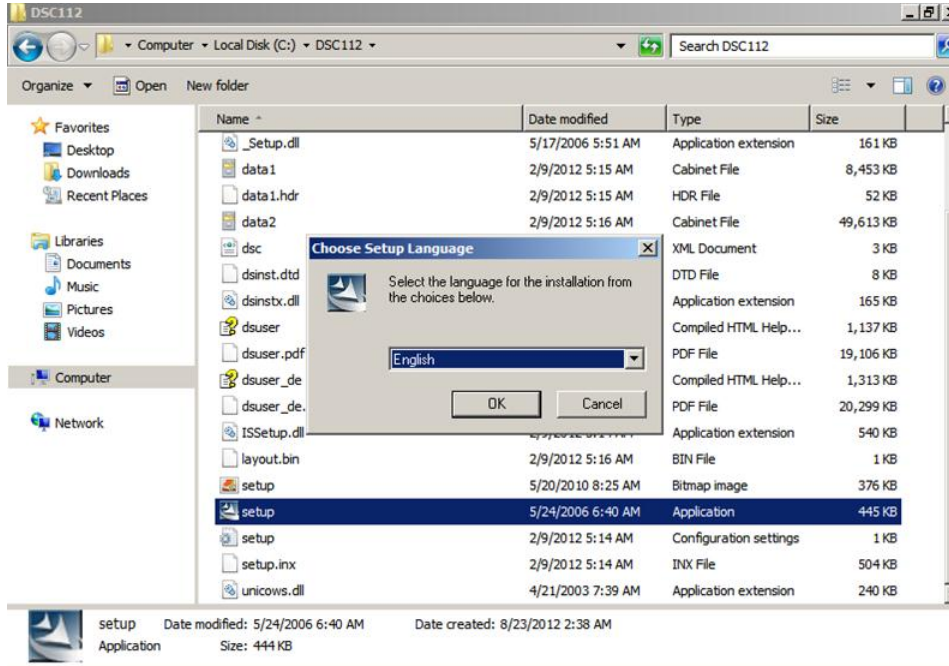 DSC112
Computer Local Disk (C:) DSC112 Search DSC112
Organize Open New folder
Favorites
Desktop
Downloads
Recent Places
Libraries
Documents
Music
Pictures
Videos
Computer
Network
Name Date modified Type Size
_Setup.dll 5/17/2006 5:51 AM Application extension 161 KB
data1 2/9/2012 5:15 AM Cabinet File 8,453 KB
data1.hdr 2/9/2012 5:15 AM HDR File 52 KB
data2 2/9/2012 5:16 AM Cabinet File 49,613 KB
dsc XML Document 3 KB
dsinst.dtd DTD File 8 KB
dsinstx.dll Application extension 165 KB
dsuser Compiled HTML Help... 1,137 KB
dsuser.pdf PDF File 19,106 KB
dsuser_de Compiled HTML Help... 1,313 KB
dsuser_de. PDF File 20,299 KB
ISSetup.dll Application extension 540 KB
layout.bin 2/9/2012 5:16 AM BIN File 1 KB
setup 5/20/2010 8:25 AM Bitmap image 376 KB
setup 5/24/2006 6:40 AM Application 445 KB
setup 2/9/2012 5:14 AM Configuration settings 1 KB
setup.inx 2/9/2012 5:14 AM INX File 504 KB
unicows.dll 4/21/2003 7:39 AM Application extension 240 KB
Choose Setup Language
Select the language for the installation from
the choices below.
English
OK Cancel
setup Date modified: 5/24/2006 6:40 AM Date created: 8/23/2012 2:38 AM
Application Size: 444 KB